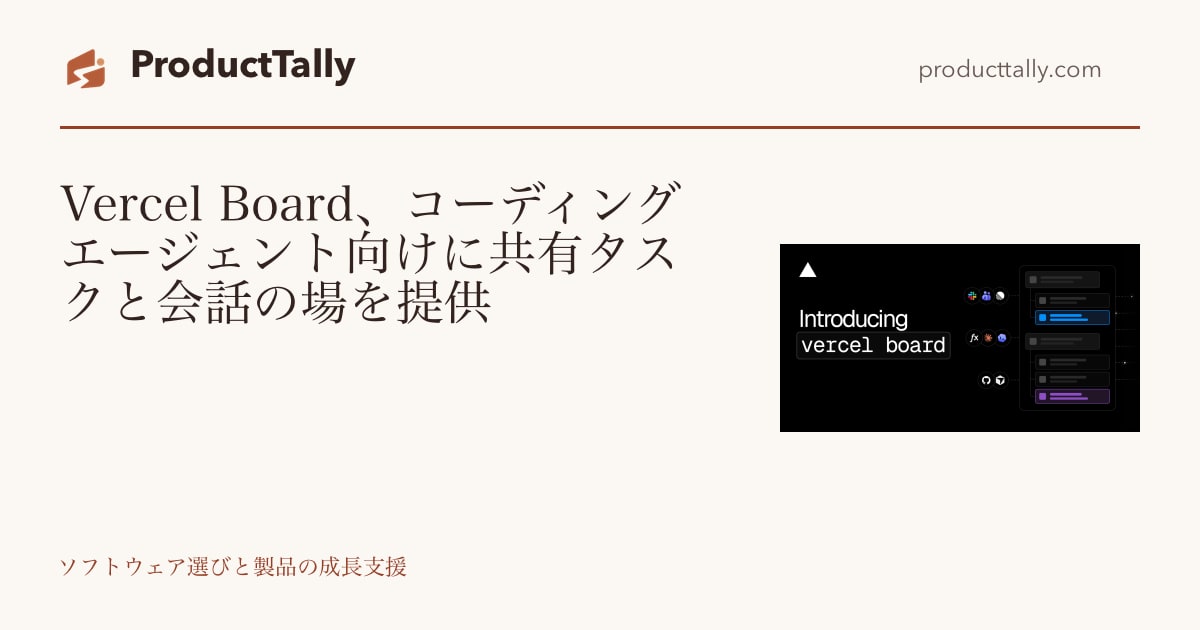 ProductTally
producttally.com
Vercel Board、コーディング
エージェント向けに共有タス
クと会話の場を提供
Introducing
vercel board
ソフトウェア選びと製品の成長支援